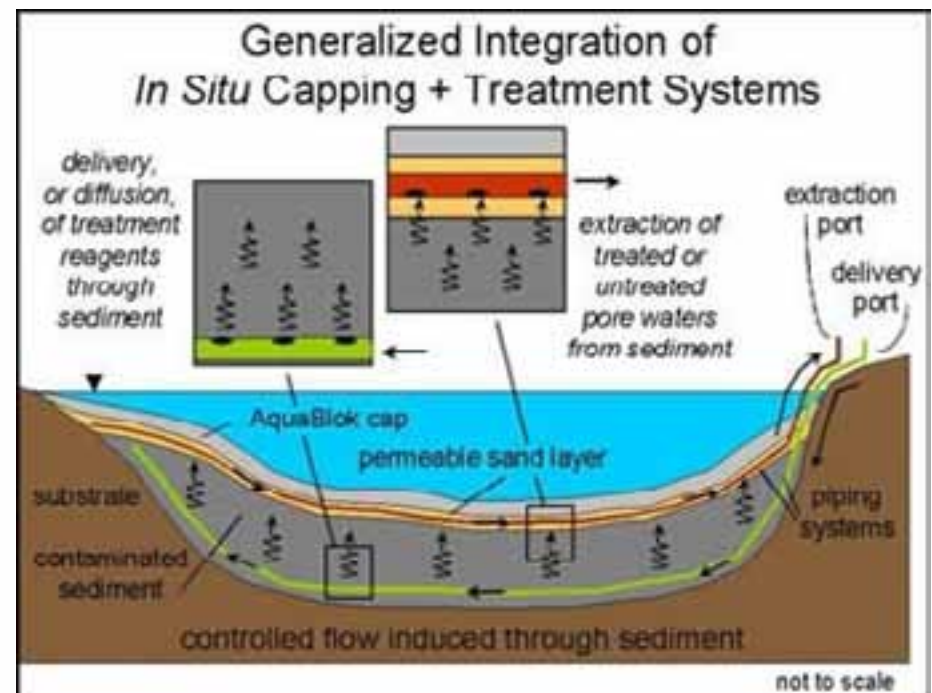 Generalized Integration of
In Situ Capping + Treatment Systems
delivery,
or diffusion,
of treatment
reagents
through
sediment
extraction of
treated or
untreated
pore waters
from sediment
extraction
port
delivery
port
AquaBlok cap
permeable sand layer
substrate
contaminated
sediment
piping
systems
controlled flow induced through sediment
not to scale